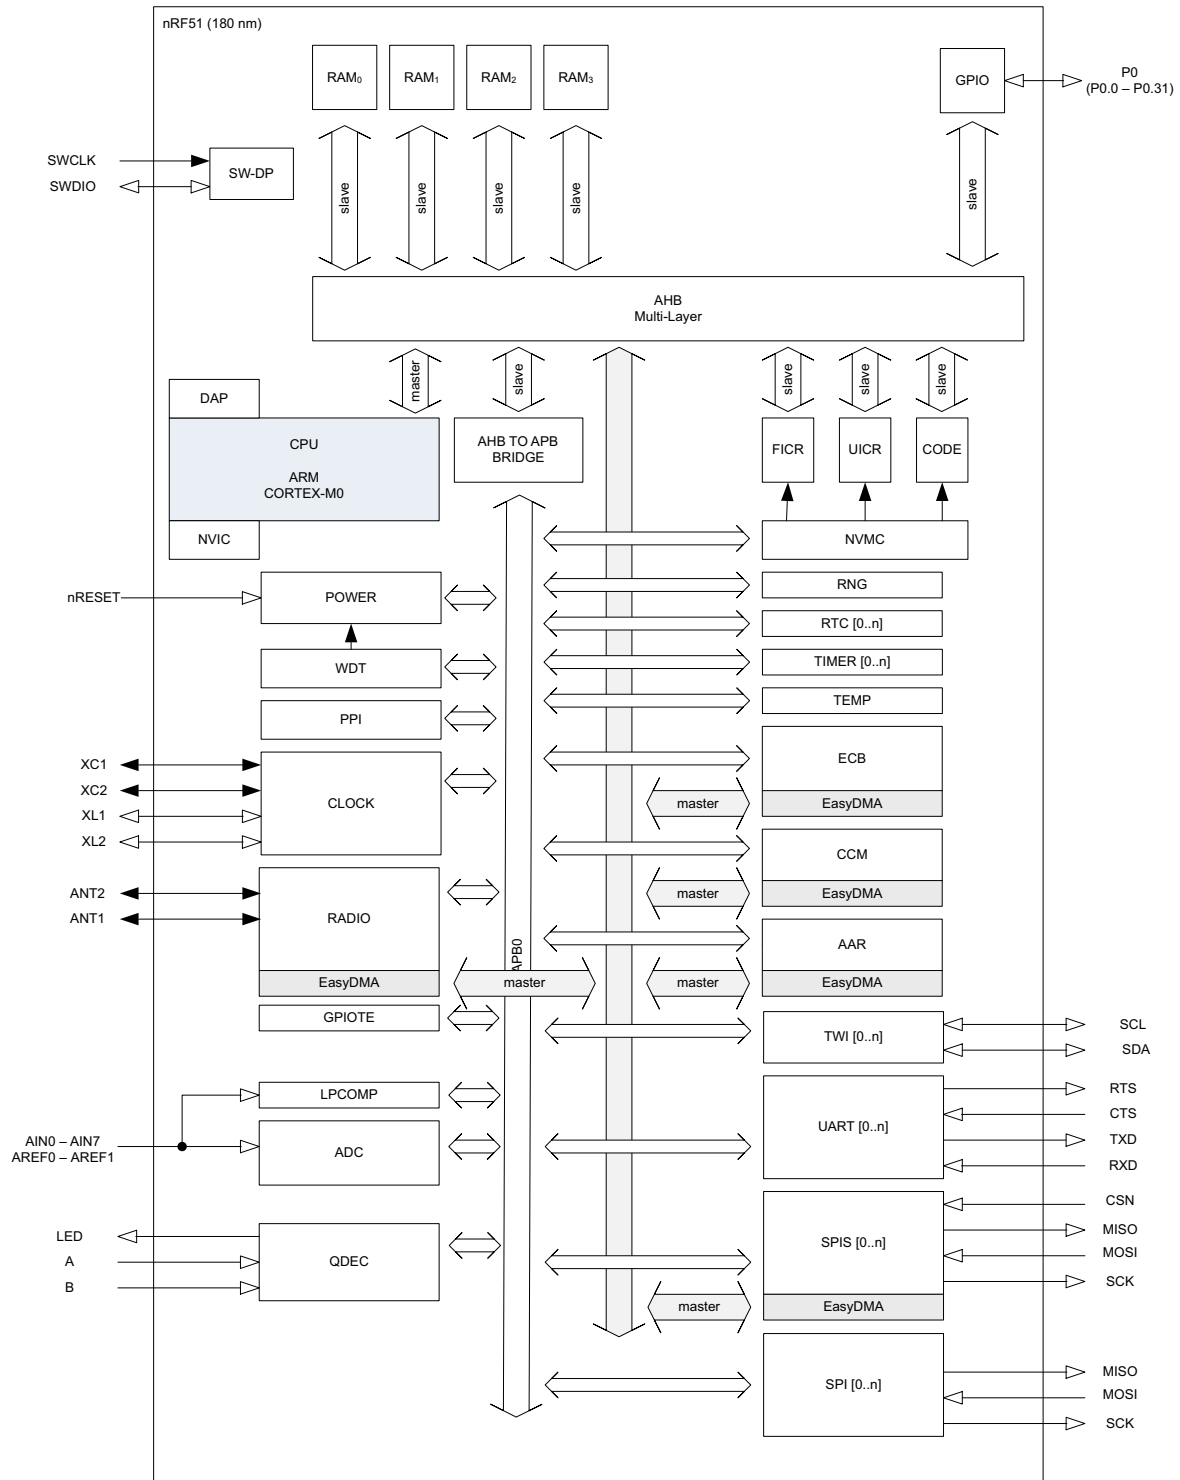 nRF51 (180 nm)
RAM0
RAM1
RAM2
RAM3
GPIO
P0
(P0.0 – P0.31)
SWCLK
SWDIO
SW-DP
slave
slave
slave
slave
slave
AHB
Multi-Layer
master
slave
slave
slave
slave
DAP
CPU
ARM
CORTEX-M0
NVIC
AHB TO APB
BRIDGE
FICR
UICR
CODE
NVMC
nRESET
POWER
RNG
RTC [0..n]
WDT
TIMER [0..n]
PPI
TEMP
XC1
XC2
XL1
XL2
CLOCK
ECB
master
EasyDMA
CCM
master
EasyDMA
ANT2
ANT1
RADIO
EasyDMA
APB0
master
AAR
master
EasyDMA
GPIOTE
TWI [0..n]
SCL
SDA
LPCOMP
AIN0 – AIN7
AREF0 – AREF1
ADC
UART [0..n]
RTS
CTS
TXD
RXD
LED
A
B
QDEC
SPIS [0..n]
CSN
MISO
MOSI
SCK
master
EasyDMA
SPI [0..n]
MISO
MOSI
SCK